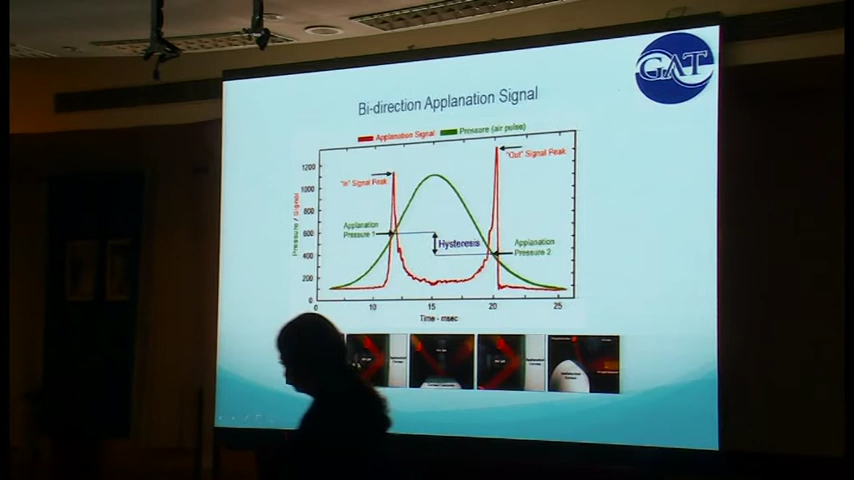 GAT
Bi-direction Applanation Signal
Applanation Signal Pressure (air pulse)
"In" Signal Peak
"Out" Signal Peak
1200
1000
800
600
400
200
0
Pressure / Signal
Applanation
Pressure 1
Hysteresis
Applanation
Pressure 2
0 10 15 20 25
Time - msec